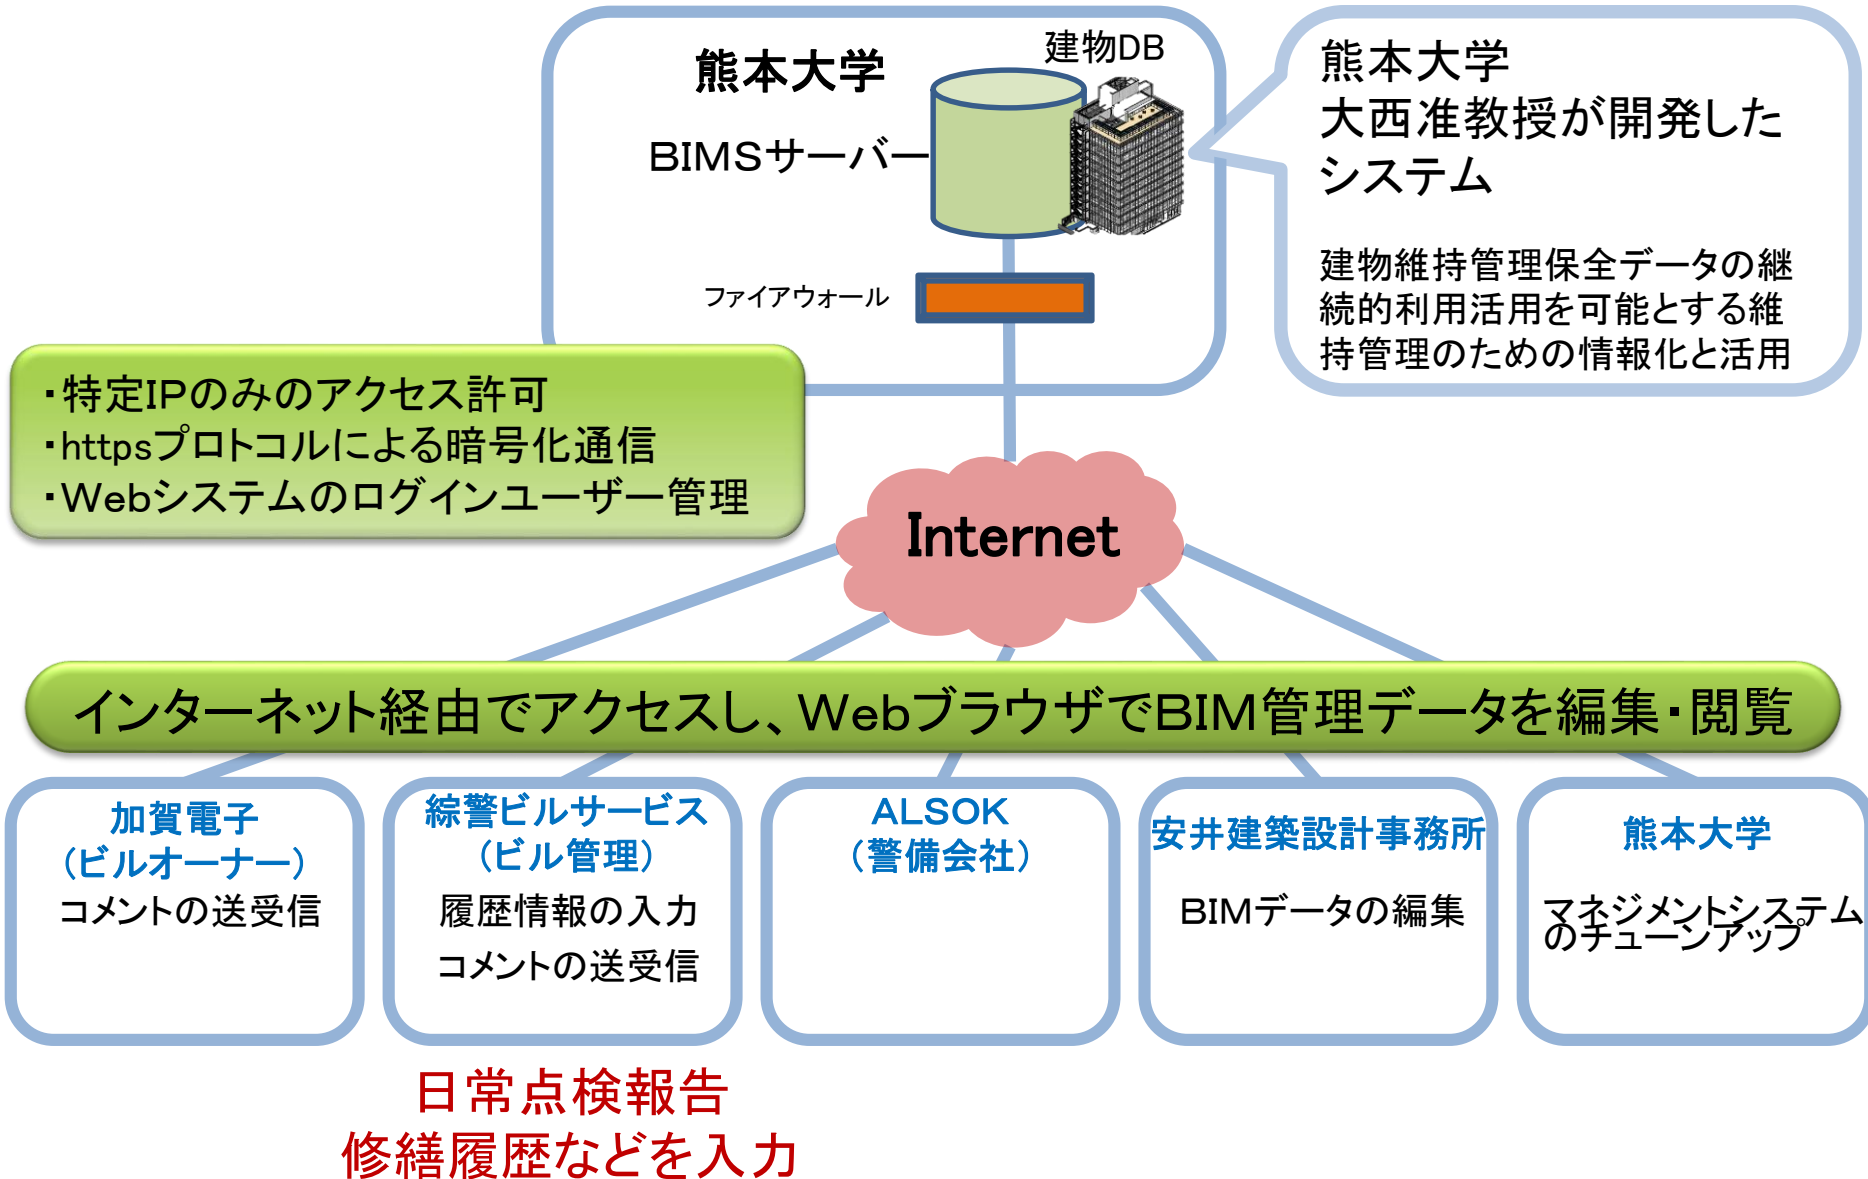 熊本大学
建物DB
BIMSサーバー
ファイアウォール
熊本大学
大西准教授が開発した
システム
建物維持管理保全データの継
続的利用活用を可能とする維
持管理のための情報化と活用
・特定IPのみのアクセス許可
・httpsプロトコルによる暗号化通信
・Webシステムのログインユーザー管理
Internet
インターネット経由でアクセスし、WebブラウザでBIM管理データを編集・閲覧
加賀電子
（ビルオーナー）
コメントの送受信
綜警ビルサービス
（ビル管理）
履歴情報の入力
コメントの送受信
ALSOK
（警備会社）
安井建築設計事務所
BIMデータの編集
熊本大学
マネジメントシステム
のチューンアップ
日常点検報告
修繕履歴などを入力